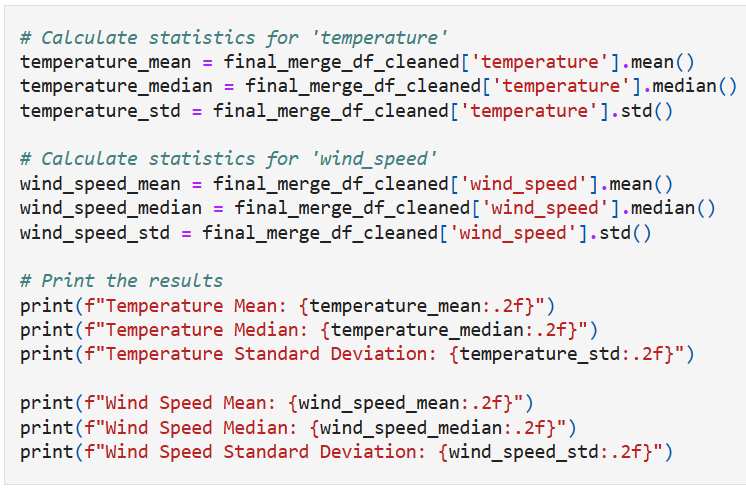 # Calculate statistics for 'temperature'
temperature_mean = final_merge_df_cleaned['temperature'].mean()
temperature_median = final_merge_df_cleaned['temperature'].median()
temperature_std = final_merge_df_cleaned['temperature'].std()
# Calculate statistics for 'wind_speed'
wind_speed_mean = final_merge_df_cleaned['wind_speed'].mean()
wind_speed_median = final_merge_df_cleaned['wind_speed'].median()
wind_speed_std = final_merge_df_cleaned['wind_speed'].std()
# Print the results
print(f"Temperature Mean: {temperature_mean:.2f}")
print(f"Temperature Median: {temperature_median:.2f}")
print(f"Temperature Standard Deviation: {temperature_std:.2f}")
print(f"Wind Speed Mean: {wind_speed_mean:.2f}")
print(f"Wind Speed Median: {wind_speed_median:.2f}")
print(f"Wind Speed Standard Deviation: {wind_speed_std:.2f}")